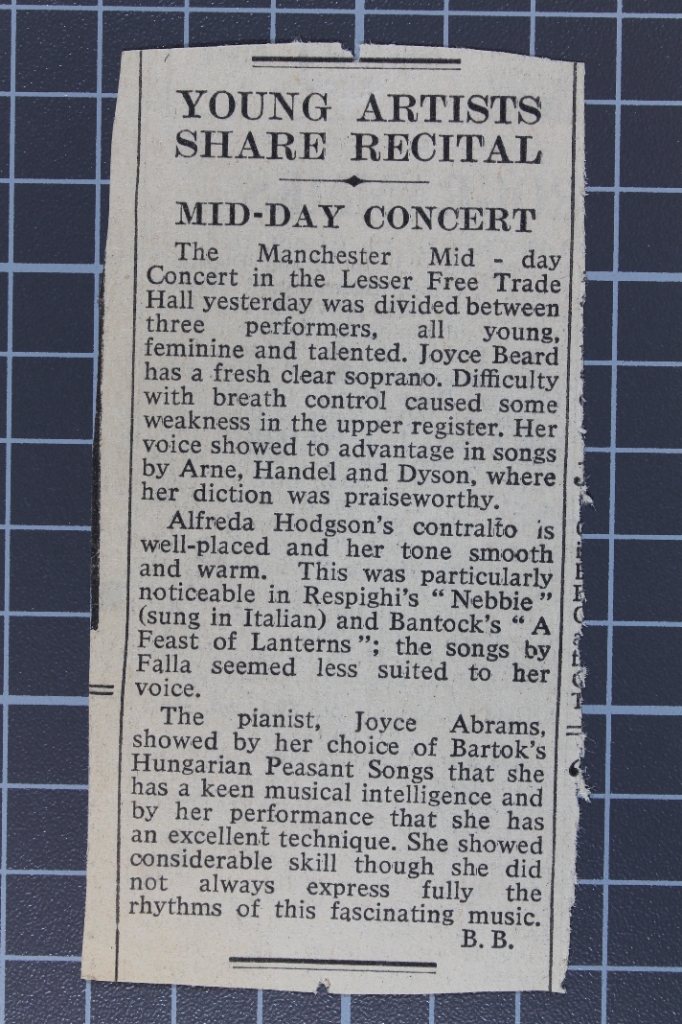 YOUNG ARTISTS
SHARE RECITAL
MID-DAY CONCERT
The Manchester Mid - day
Concert in the Lesser Free Trade
Hall yesterday was divided between
three performers, all young,
feminine and talented. Joyce Beard
has a fresh clear soprano. Difficulty
with breath control caused some
weakness in the upper register. Her
voice showed to advantage in songs
by Arne, Handel and Dyson, where
her diction was praiseworthy.
Alfreda Hodgson's contralto is
well-placed and her tone smooth
and warm. This was particularly
noticeable in Respighi's “ Nebbie ”
(sung in Italian) and Bantock's “ A
Feast of Lanterns ”; the songs by
Falla seemed less suited to her
voice.
The pianist, Joyce Abrams,
showed by her choice of Bartok's
Hungarian Peasant Songs that she
has a keen musical intelligence and
by her performance that she has
an excellent technique. She showed
considerable skill though she did
not always express fully the
rhythms of this fascinating music.
B. B.